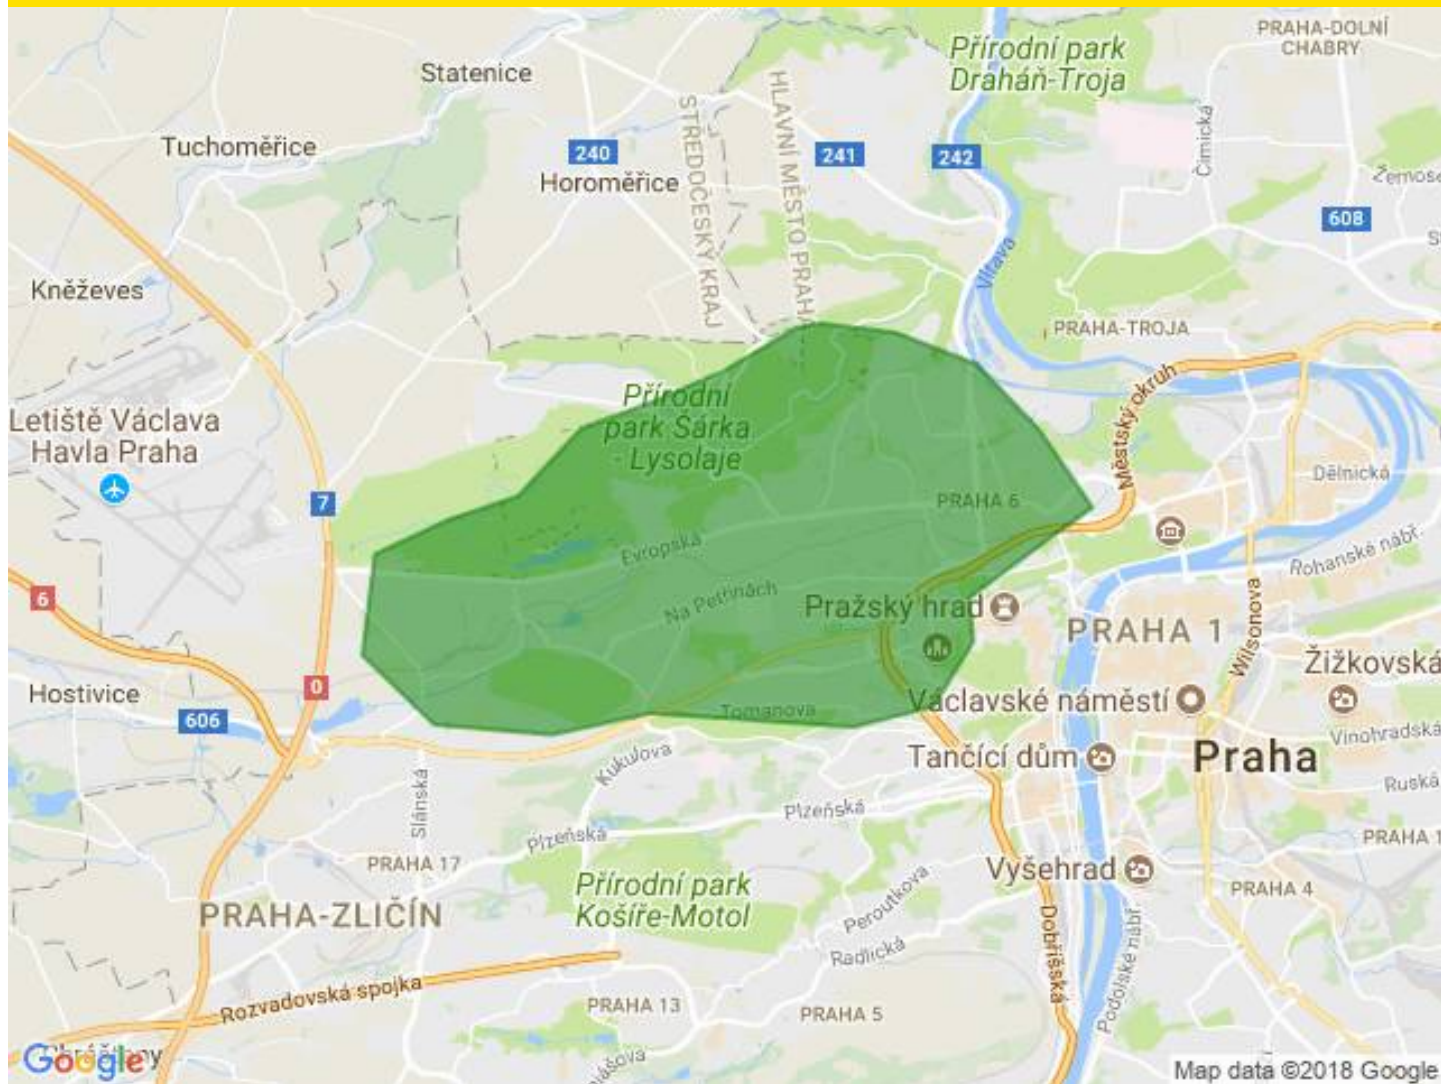 PRAHA-DOLNÍ
CHABRY
Přírodní park
Draháň-Troja
Statenice
Čimická
HLAVNÍ MĚSTO PRAHA
STŘEDOČESKÝ KRAJ
Tuchoměřice
240
241
242
Horoměřice
608
Vltava
Kněževes
PRAHA-TROJA
Městský okruh
Přírodní
park Šárka
- Lysolaje
Letiště Václava
Havla Praha
Dělnická
7
PRAHA 6
Evropská
Rohanské nábř.
6
Na Petřinách
Pražský hrad
PRAHA 1
Wilsonova
Žižkovská
0
Hostivice
606
Václavské náměstí
Tomanova
Vinohradská
Tančící dům
Praha
Kukulova
Ruská
Slánská
Plzeňská
Plzeňská
PRAHA 17
PRAHA 1
Vyšehrad
PRAHA 4
Přírodní park
Košíře-Motol
Peroutkova
PRAHA-ZLIČÍN
Radlická
Dobříšská
Podolské nábř.
Rozvadovská spojka
PRAHA 13
PRAHA 5
Google
Map data ©2018 Google